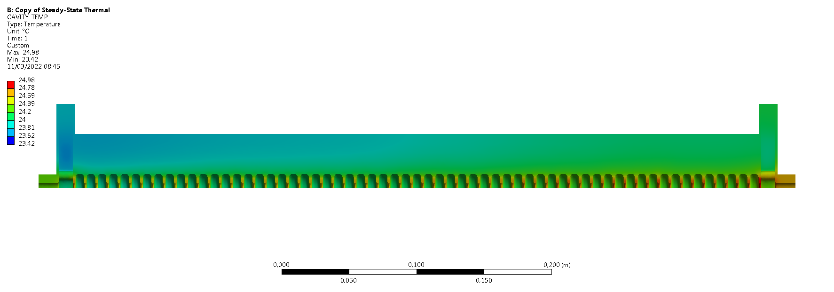 B: Copy of Steady-State Thermal
CAVITY TEMP
Type: Temperature
Unit: °C
Time: 1
Custom
Max: 24.98
Min: 23.42
24.98
24.78
24.59
24.39
24.2
24
23.81
23.62
23.42
0.000
0.100
0.200 (m)
0.050
0.150